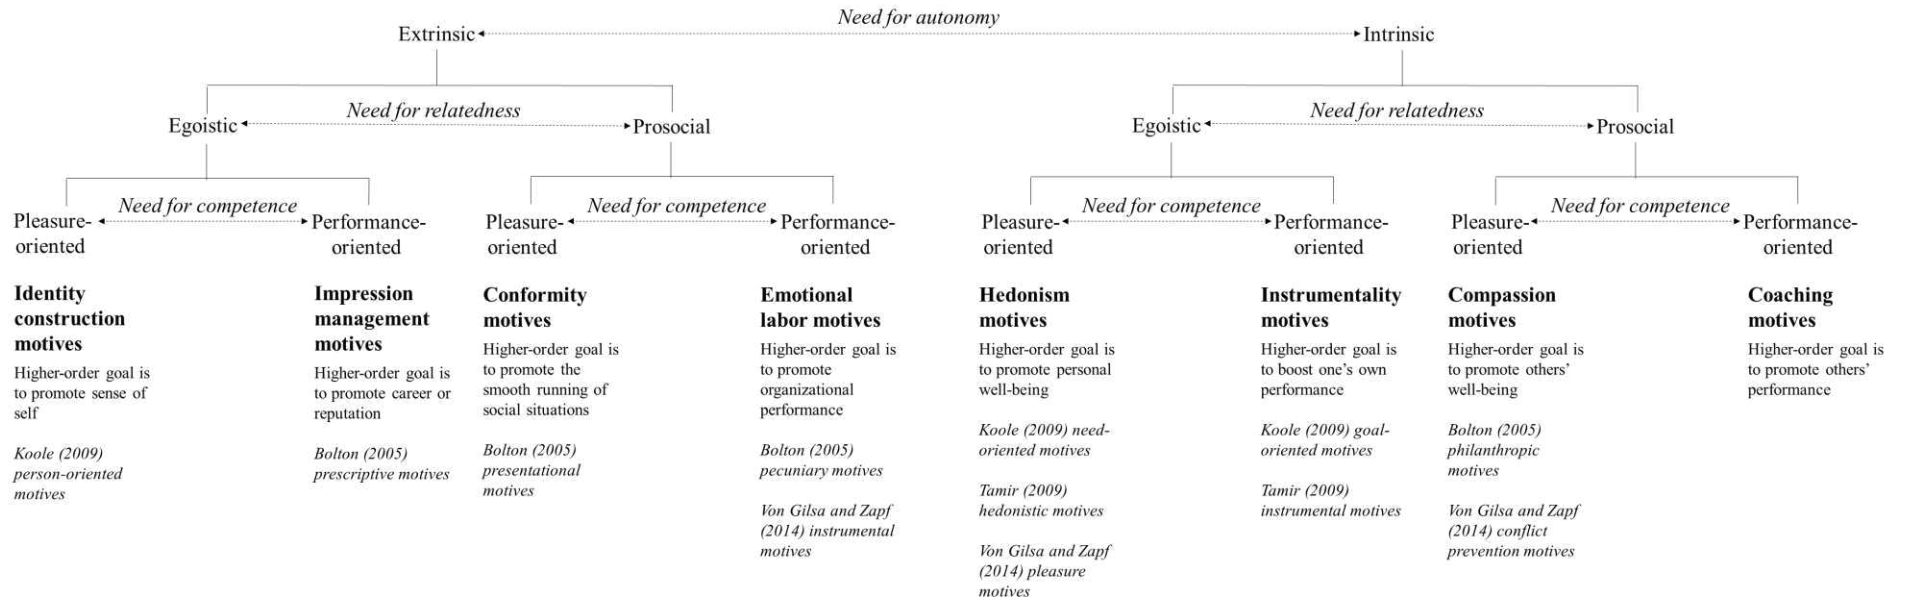 Need for autonomy
Extrinsic
Intrinsic
Need for relatedness
Egoistic
Prosocial
Need for relatedness
Egoistic
Prosocial
Need for competence
Pleasure-
oriented
Performance-
oriented
Need for competence
Pleasure-
oriented
Performance-
oriented
Need for competence
Pleasure-
oriented
Performance-
oriented
Need for competence
Pleasure-
oriented
Performance-
oriented
Identity
construction
motives
Higher-order goal is
to promote sense of
self
Koole (2009)
person-oriented
motives
Impression
management
motives
Higher-order goal is
to promote career or
reputation
Bolton (2005)
prescriptive motives
Conformity
motives
Higher-order goal is
to promote the
smooth running of
social situations
Bolton (2005)
presentational
motives
Emotional
labor motives
Higher-order goal is
to promote
organizational
performance
Bolton (2005)
pecuniary motives
Von Gilsa and Zapf
(2014) instrumental
motives
Hedonism
motives
Higher-order goal is
to promote personal
well-being
Koole (2009) need-
oriented motives
Tamir (2009)
hedonistic motives
Von Gilsa and Zapf
(2014) pleasure
motives
Instrumentality
motives
Higher-order goal is
to boost one's own
performance
Koole (2009) goal-
oriented motives
Tamir (2009)
instrumental motives
Compassion
motives
Higher-order goal is
to promote others'
well-being
Bolton (2005)
philanthropic
motives
Von Gilsa and Zapf
(2014) conflict
prevention motives
Coaching
motives
Higher-order goal is
to promote others'
performance